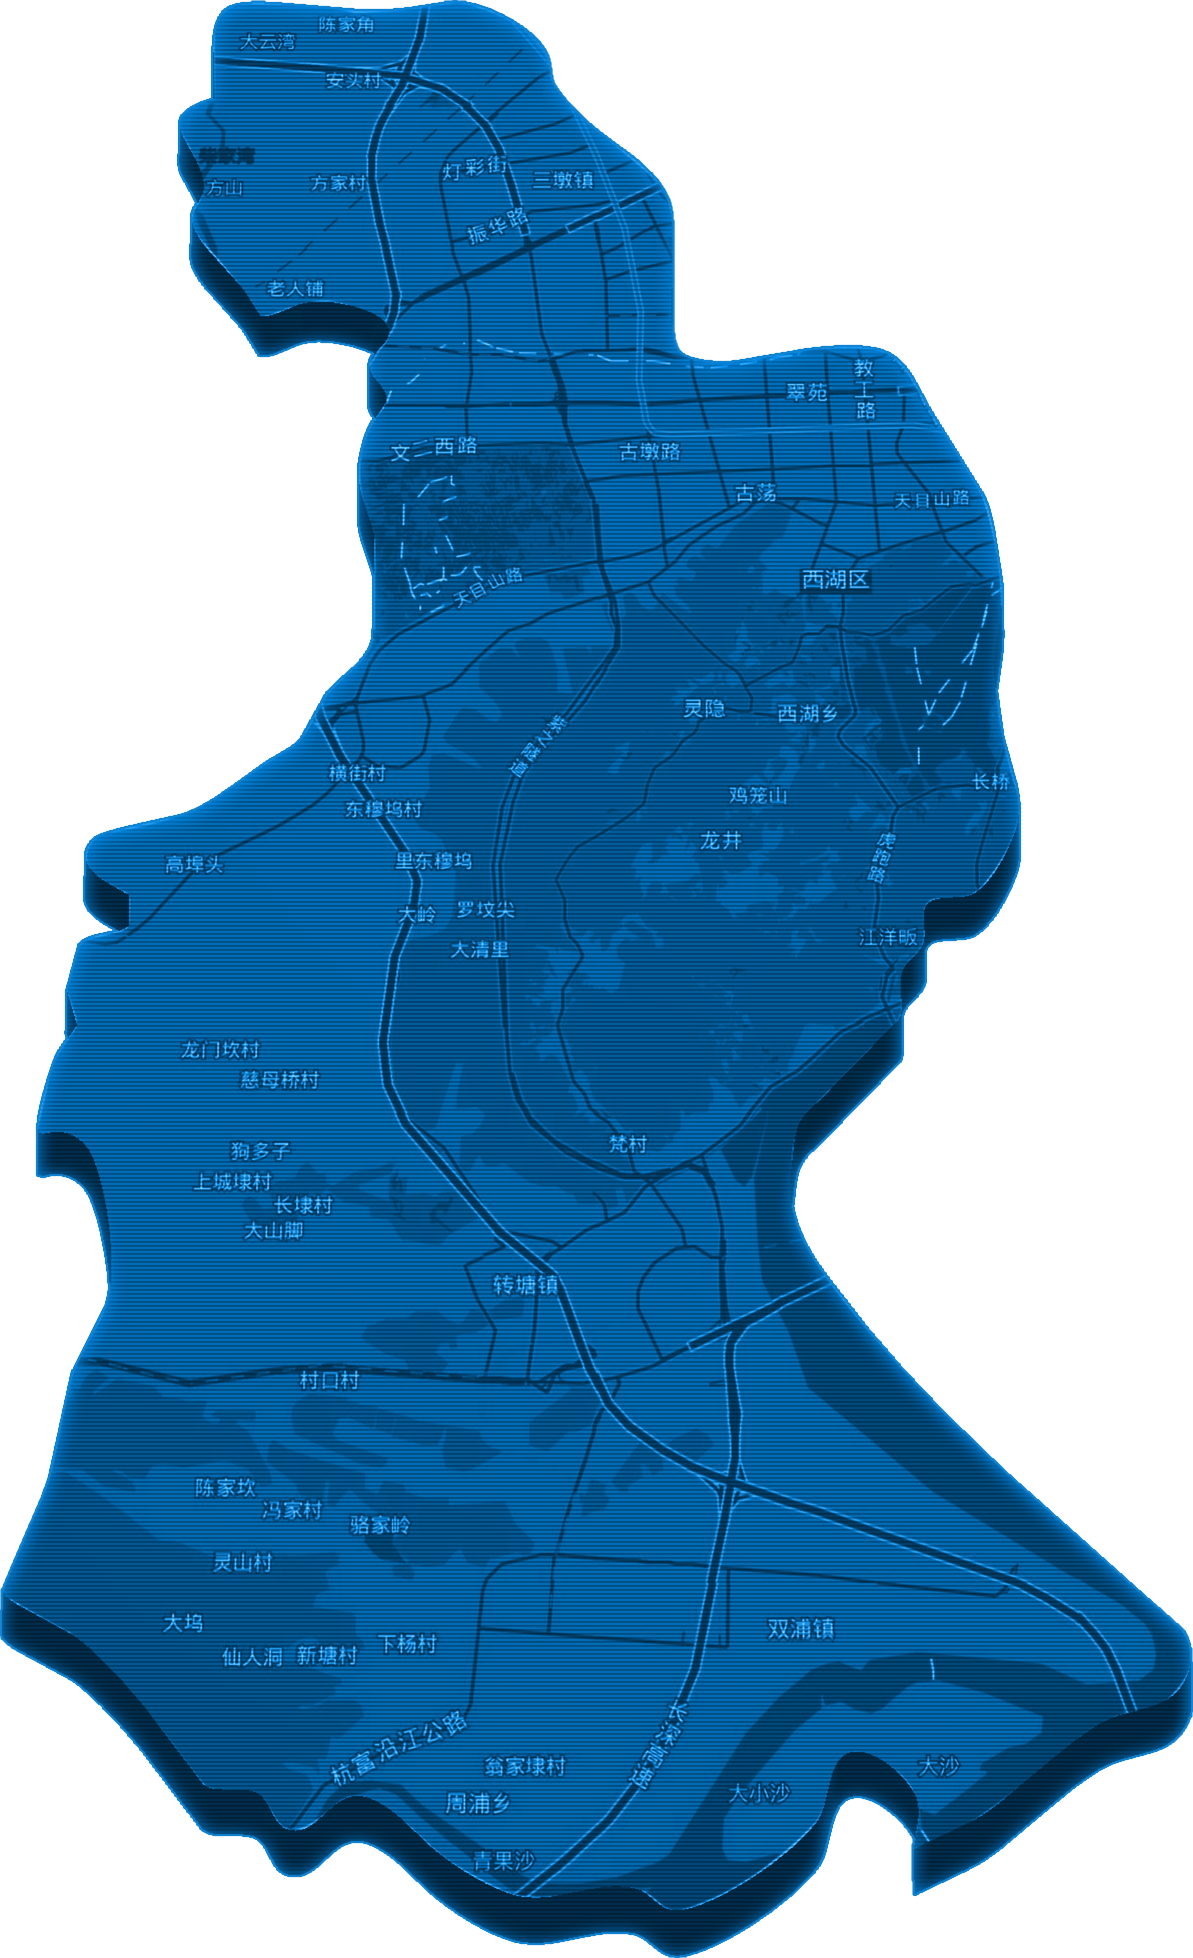 陈家角
大云湾
安头村
灯彩街
三墩镇
方家村
方山
振华路
老人铺
教工路
翠苑
文二西路
古墩路
古荡
天目山路
天目山路
西湖区
灵隐
西湖乡
紫之隧道
横街村
长桥
鸡笼山
东穆坞村
龙井
虎跑路
里东穆坞
高埠头
罗坟尖
大岭
江洋畈
大清里
龙门坎村
慈母桥村
梵村
狗多子
上城埭村
长埭村
大山脚
转塘镇
村口村
陈家坎
冯家村
骆家岭
灵山村
大坞
双浦镇
下杨村
仙人洞
新塘村
杭富沿江公路
长深高速
翁家埭村
大沙
大小沙
周浦乡
青果沙